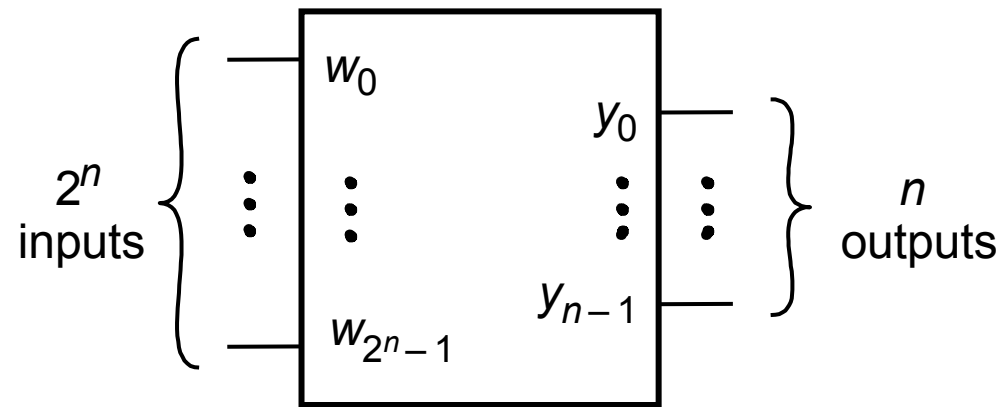 2ⁿ
inputs
w₀
w₂ⁿ₋₁
y₀
yₙ₋₁
n
outputs